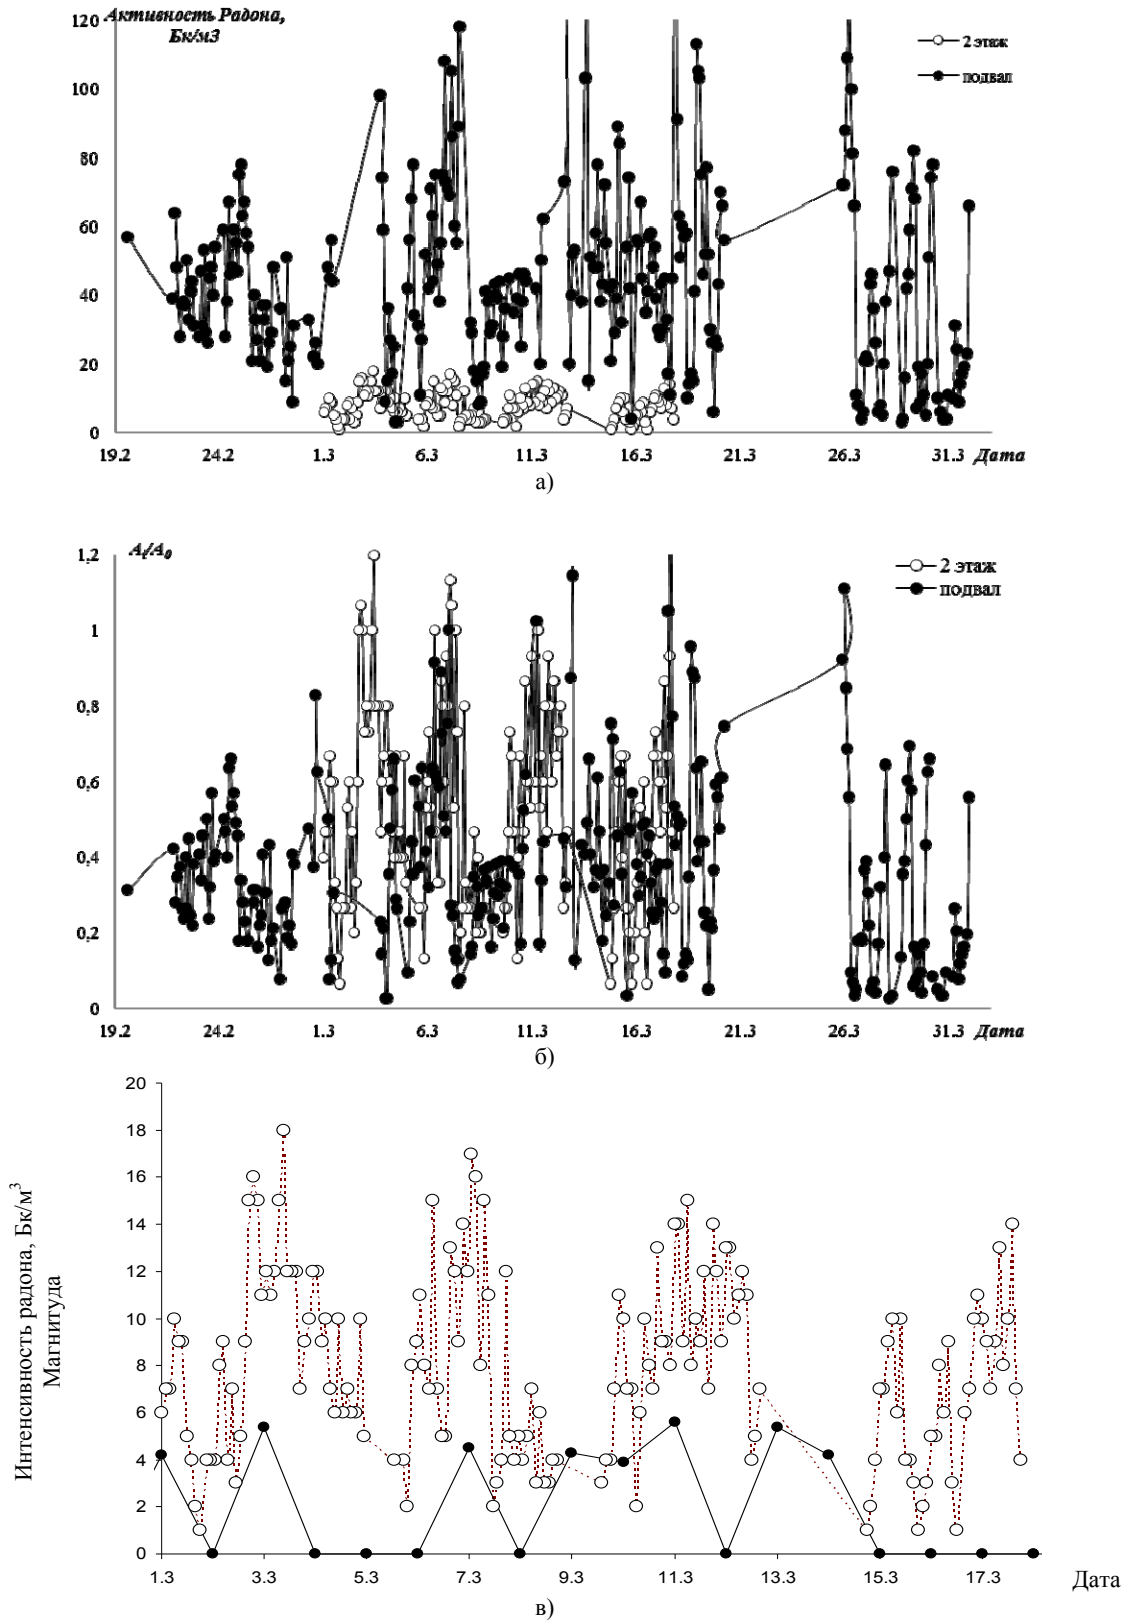 Активность Радона,
Бк/м3
120
100
80
60
40
20
0
2 этаж
подвал
19.2 24.2 1.3 6.3 11.3 16.3 21.3 26.3 31.3 Дата
а)
At/A0
1,2
1
0,8
0,6
0,4
0,2
0
2 этаж
подвал
19.2 24.2 1.3 6.3 11.3 16.3 21.3 26.3 31.3 Дата
б)
Интенсивность радона, Бк/м³
Магнитуда
20
18
16
14
12
10
8
6
4
2
0
1.3 3.3 5.3 7.3 9.3 11.3 13.3 15.3 17.3
Дата
в)